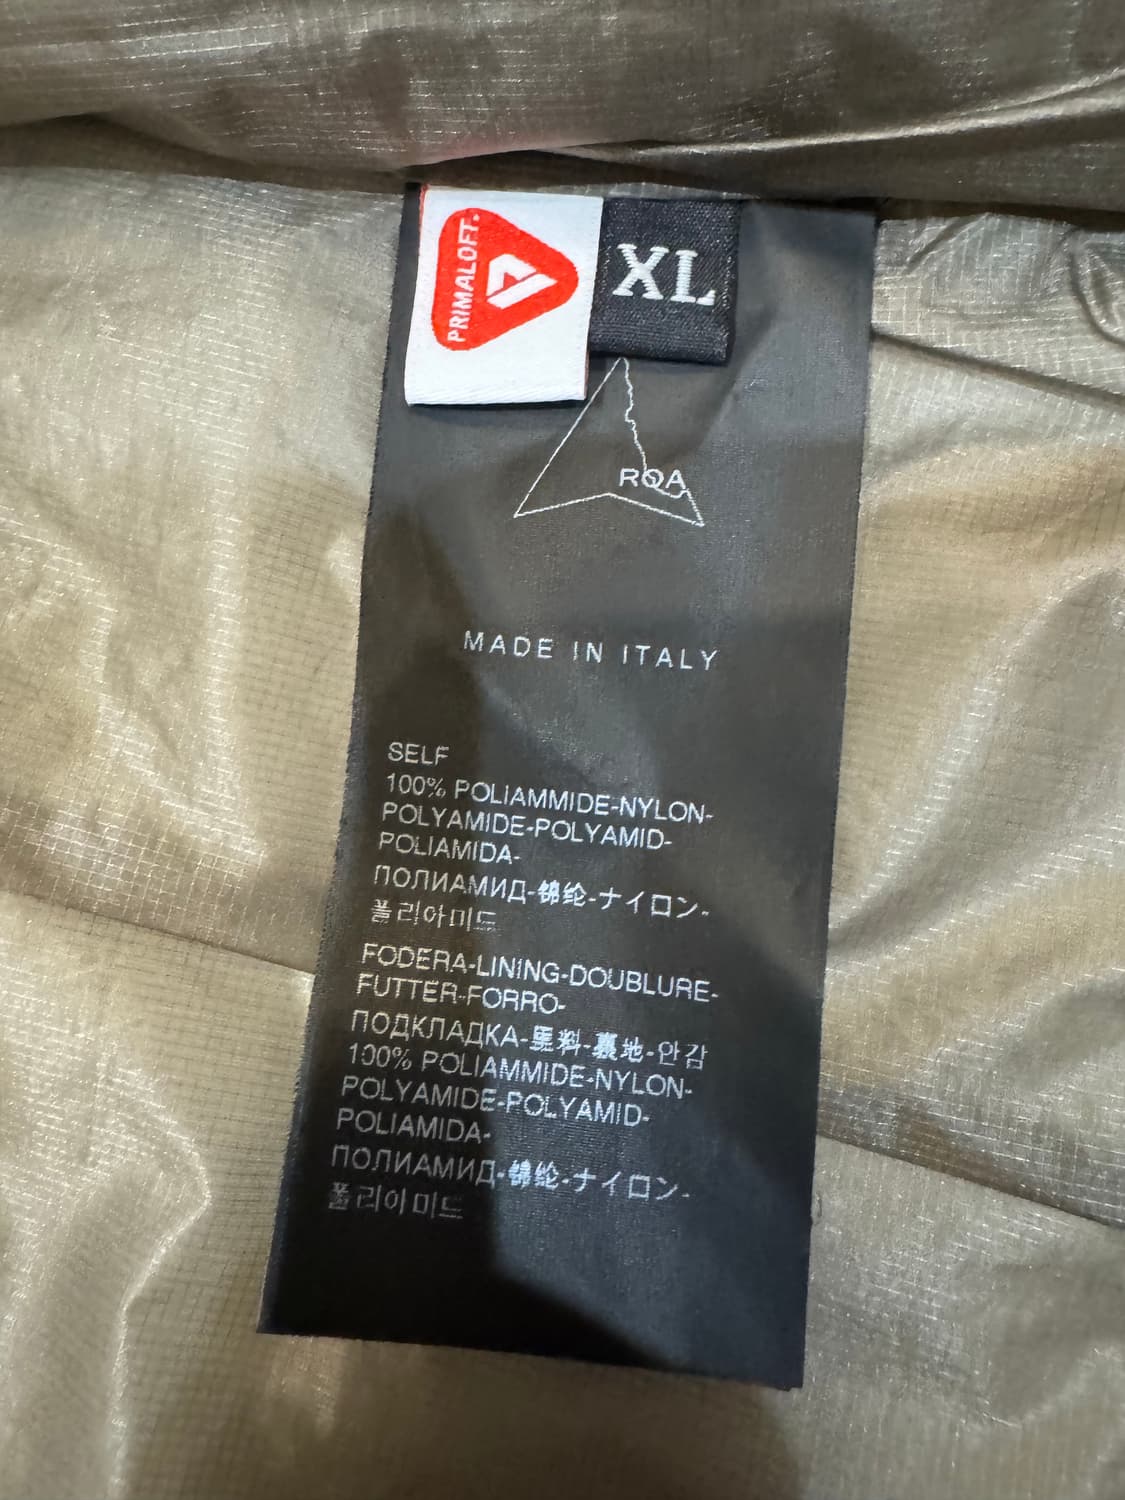 PRIMALOFT®
XL
ROA
MADE IN ITALY
SELF
100% POLIAMMIDE-NYLON-
POLYAMIDE-POLYAMID-
POLIAMIDA-
ПОЛИАМИД-锦纶-ナイロン-
폴리아미드
FODERA-LINING-DOUBLURE-
FUTTER-FORRO-
ПОДКЛАДКА-里料-裏地-안감
100% POLIAMMIDE-NYLON-
POLYAMIDE-POLYAMID-
POLIAMIDA-
ПОЛИАМИД-锦纶-ナイロン-
폴리아미드